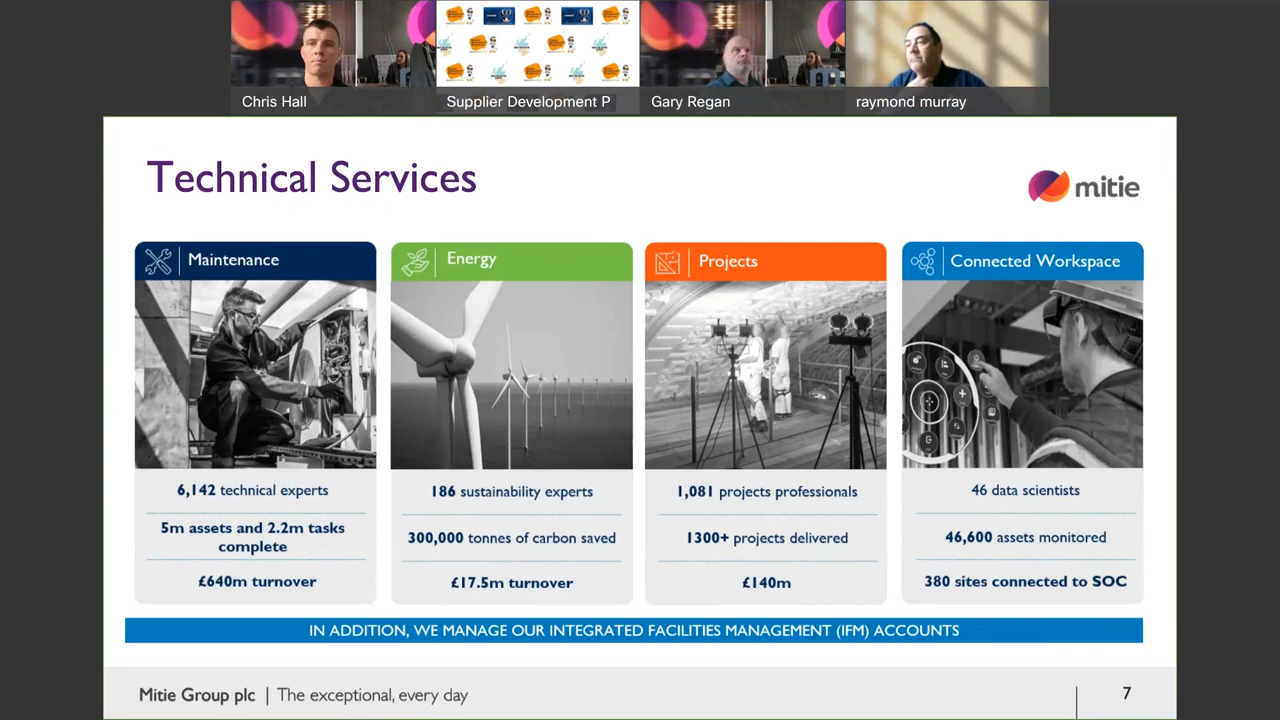 Chris Hall
Supplier Development P
Gary Regan
raymond murray
Technical Services
mitie
Maintenance
6,142 technical experts
5m assets and 2.2m tasks
complete
£640m turnover
Energy
186 sustainability experts
300,000 tonnes of carbon saved
£17.5m turnover
Projects
1,081 projects professionals
1300+ projects delivered
£140m
Connected Workspace
46 data scientists
46,600 assets monitored
380 sites connected to SOC
IN ADDITION, WE MANAGE OUR INTEGRATED FACILITIES MANAGEMENT (IFM) ACCOUNTS
Mitie Group plc | The exceptional, every day
7